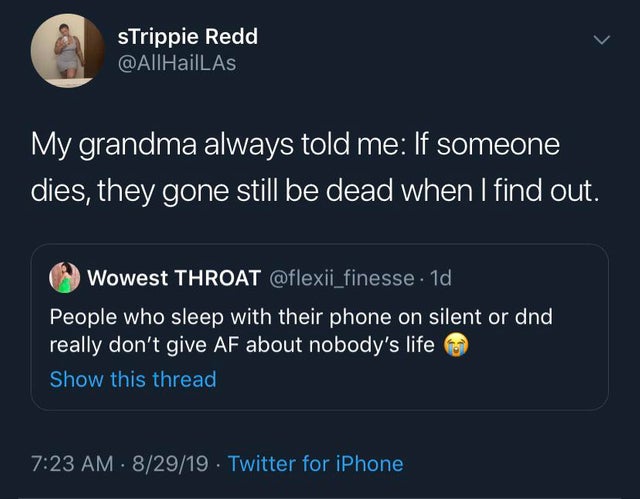 sTrippie Redd
@AllHailLAs
My grandma always told me: If someone
dies, they gone still be dead when I find out.
Wowest THROAT @flexii_finesse · 1d
People who sleep with their phone on silent or dnd
really don’t give AF about nobody’s life 😭
Show this thread
7:23 AM · 8/29/19 · Twitter for iPhone